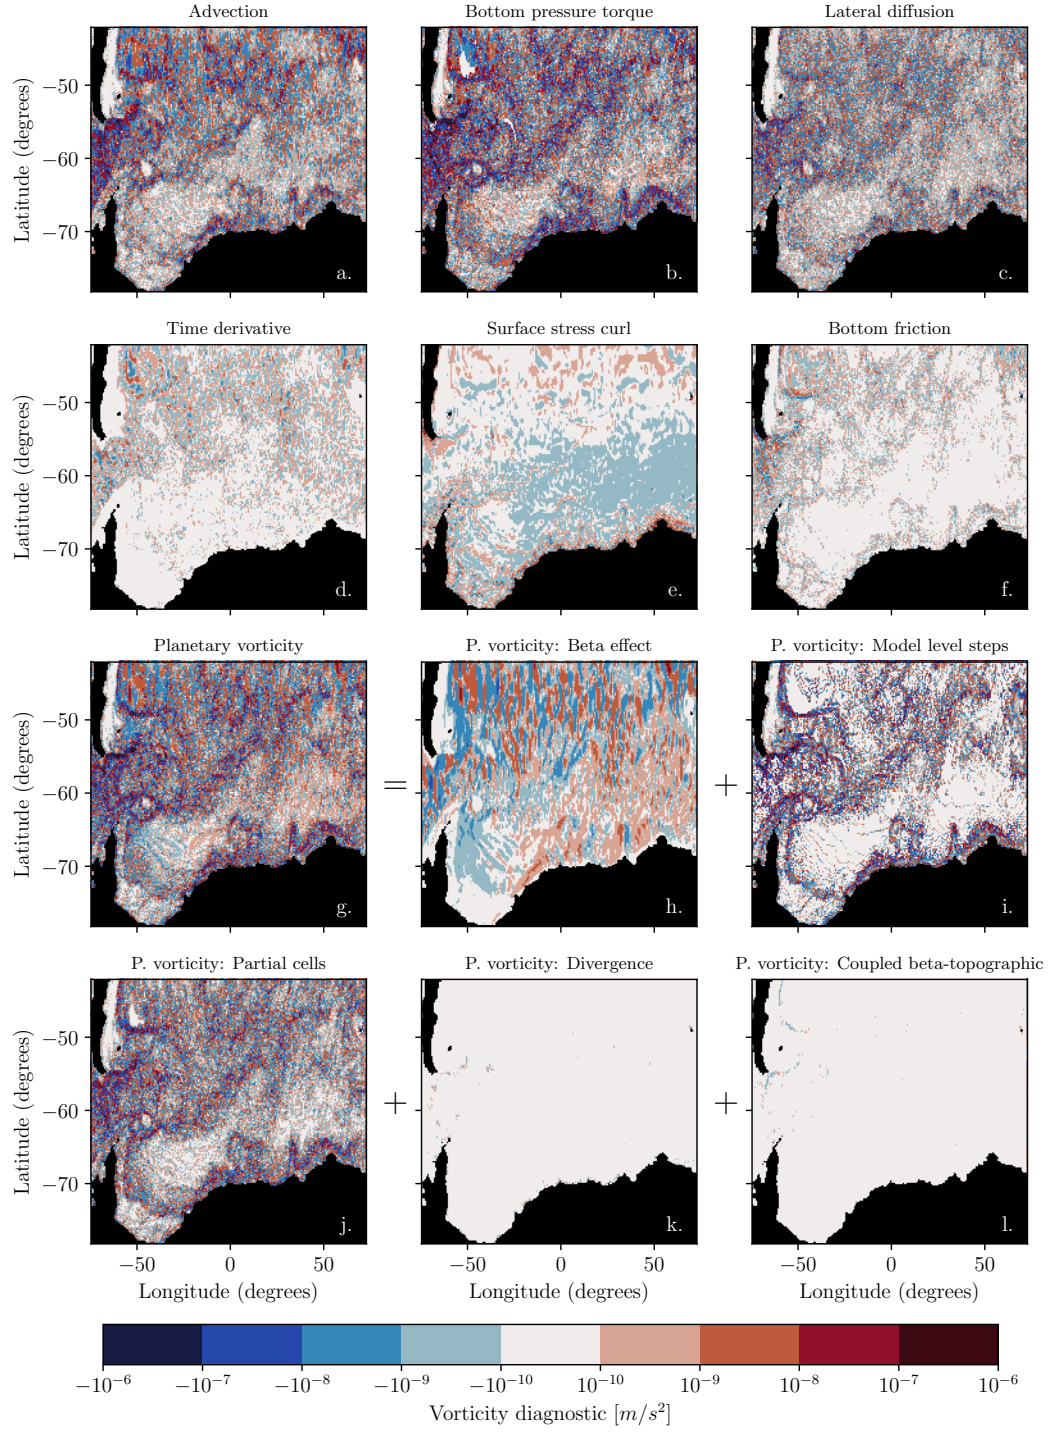 Advection
Bottom pressure torque
Lateral diffusion
Latitude (degrees)
−50
−60
−70
a.
b.
c.
Time derivative
Surface stress curl
Bottom friction
Latitude (degrees)
−50
−60
−70
d.
e.
f.
Planetary vorticity
P. vorticity: Beta effect
P. vorticity: Model level steps
Latitude (degrees)
−50
−60
−70
=
+
g.
h.
i.
P. vorticity: Partial cells
P. vorticity: Divergence
P. vorticity: Coupled beta-topographic
Latitude (degrees)
−50
−60
−70
+
+
j.
k.
l.
−50 0 50
−50 0 50
−50 0 50
Longitude (degrees)
Longitude (degrees)
Longitude (degrees)
−10⁻⁶ −10⁻⁷ −10⁻⁸ −10⁻⁹ −10⁻¹⁰ 10⁻¹⁰ 10⁻⁹ 10⁻⁸ 10⁻⁷ 10⁻⁶
Vorticity diagnostic [m/s²]